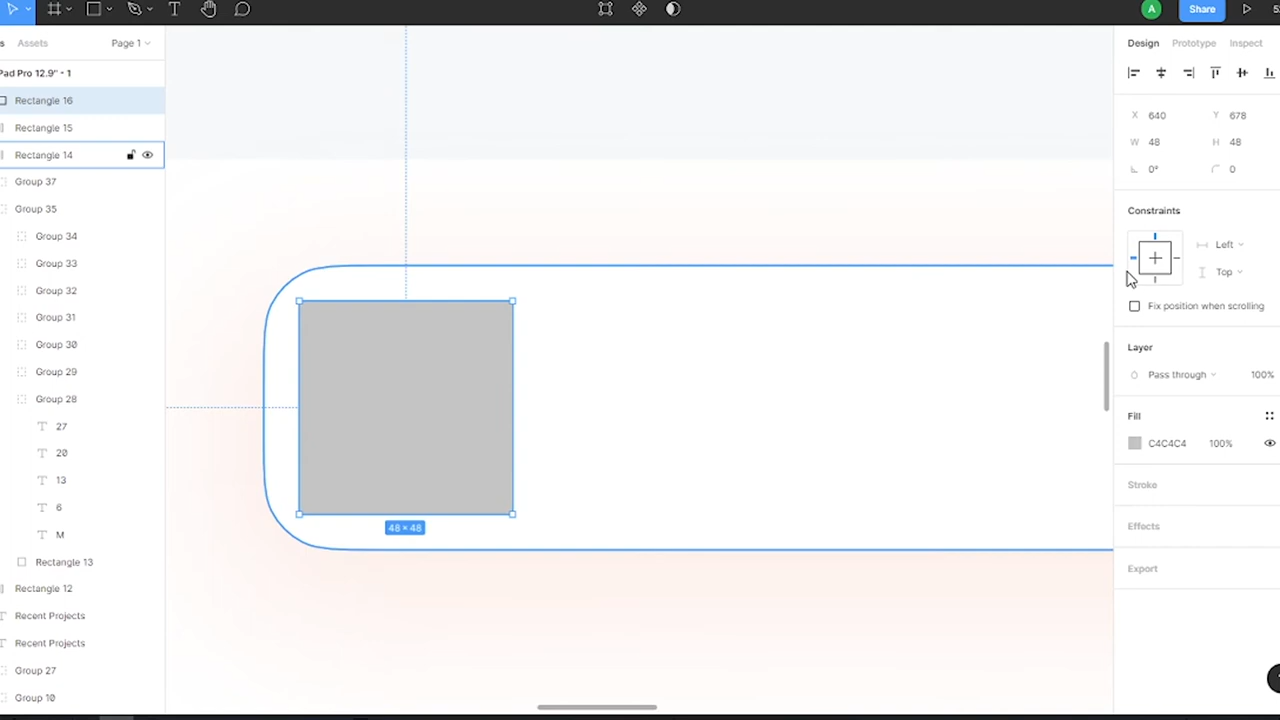 A
Share
5
s
Assets
Page 1
Design
Prototype
Inspect
Pad Pro 12.9" - 1
Rectangle 16
Rectangle 15
Rectangle 14
Group 37
Group 35
Group 34
Group 33
Group 32
Group 31
Group 30
Group 29
Group 28
27
20
13
6
M
Rectangle 13
Rectangle 12
Recent Projects
Recent Projects
Group 27
Group 10
48 × 48
X 640 Y 678
W 48 H 48
0° 0
Constraints
Left
Top
Fix position when scrolling
Layer
Pass through 100%
Fill
C4C4C4 100%
Stroke
Effects
Export